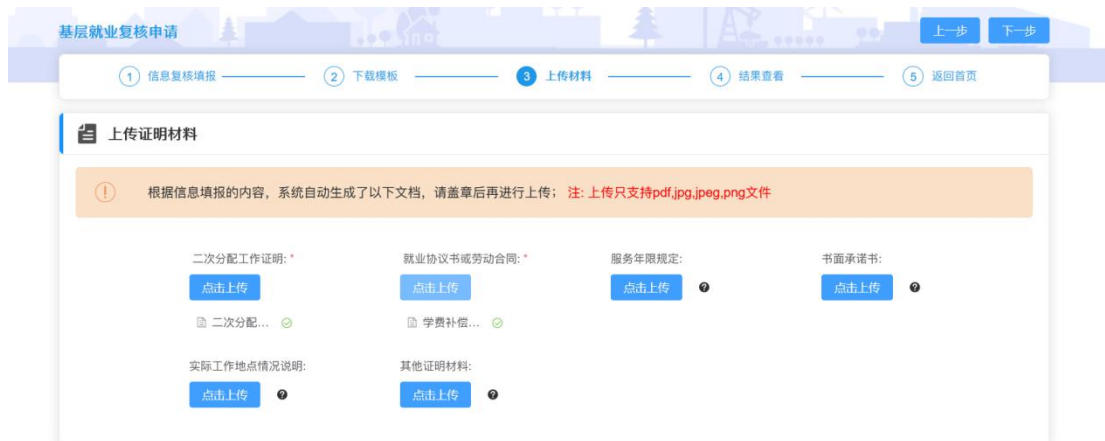 基层就业复核申请
上一步
下一步
1 信息复核填报
2 下载模板
3 上传材料
4 结果查看
5 返回首页
上传证明材料
根据信息填报的内容，系统自动生成了以下文档，请盖章后再进行上传； 注: 上传只支持pdf,jpg,jpeg,png文件
二次分配工作证明: *
就业协议书或劳动合同: *
服务年限规定:
书面承诺书:
点击上传
点击上传
点击上传
点击上传
二次分配...
学费补偿...
实际工作地点情况说明:
其他证明材料:
点击上传
点击上传